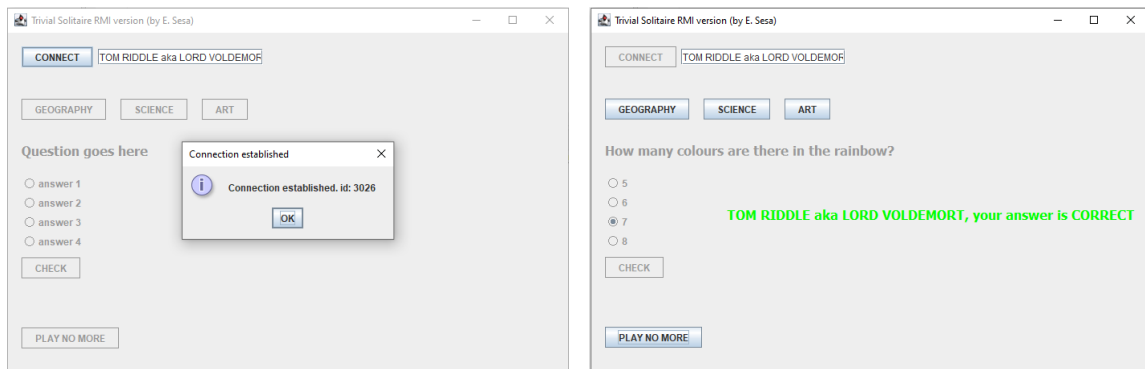 Trivial Solitaire RMI version (by E. Sesa)
CONNECT TOM RIDDLE aka LORD VOLDEMOR
GEOGRAPHY SCIENCE ART
Question goes here
answer 1
answer 2
answer 3
answer 4
CHECK
PLAY NO MORE
Connection established
Connection established. id: 3026
OK
Trivial Solitaire RMI version (by E. Sesa)
CONNECT TOM RIDDLE aka LORD VOLDEMOR
GEOGRAPHY SCIENCE ART
How many colours are there in the rainbow?
5
6
7
8
TOM RIDDLE aka LORD VOLDEMORT, your answer is CORRECT
CHECK
PLAY NO MORE